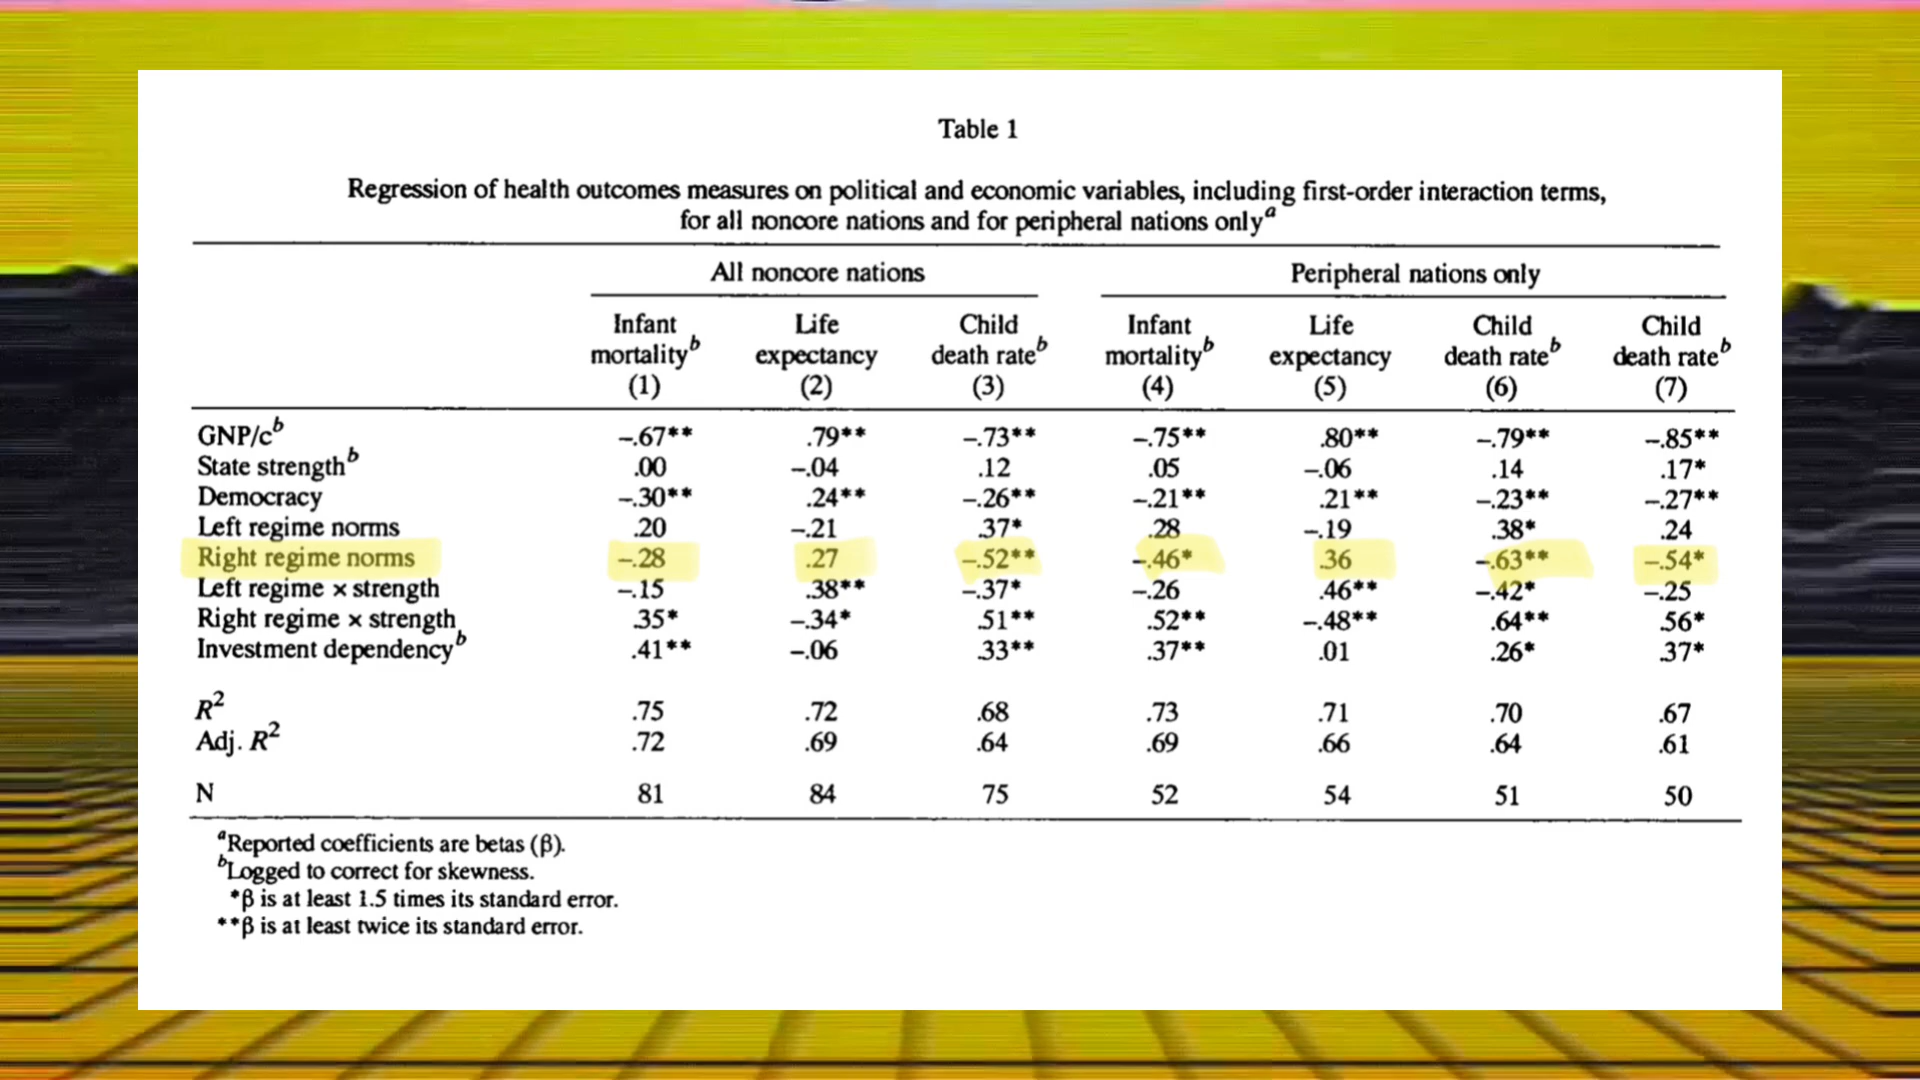 Table 1
Regression of health outcomes measures on political and economic variables, including first-order interaction terms,
for all noncore nations and for peripheral nations only^a
All noncore nations Peripheral nations only
Infant mortality^b (1) Life expectancy (2) Child death rate^b (3) Infant mortality^b (4) Life expectancy (5) Child death rate^b (6) Child death rate^b (7)
GNP/c^b –.67** .79** –.73** –.75** .80** –.79** –.85**
State strength^b .00 –.04 .12 .05 –.06 .14 .17*
Democracy –.30** .24** –.26** –.21** .21** –.23** –.27**
Left regime norms .20 –.21 .37* .28 –.19 .38* .24
Right regime norms –.28 .27 –.52** –.46* .36 –.63** –.54*
Left regime × strength –.15 .38** –.37* –.26 .46** –.42* –.25
Right regime × strength .35* –.34* .51** .52** –.48** .64** .56*
Investment dependency^b .41** –.06 .33** .37** .01 .26* .37*
R² .75 .72 .68 .73 .71 .70 .67
Adj. R² .72 .69 .64 .69 .66 .64 .61
N 81 84 75 52 54 51 50
^aReported coefficients are betas (β).
^bLogged to correct for skewness.
*β is at least 1.5 times its standard error.
**β is at least twice its standard error.